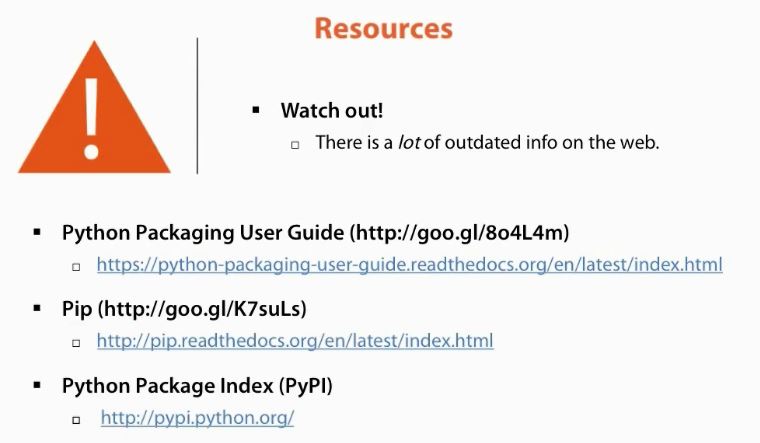 Resources
Watch out!
There is a lot of outdated info on the web.
Python Packaging User Guide (http://goo.gl/8o4L4m)
https://python-packaging-user-guide.readthedocs.org/en/latest/index.html
Pip (http://goo.gl/K7suLs)
http://pip.readthedocs.org/en/latest/index.html
Python Package Index (PyPI)
http://pypi.python.org/